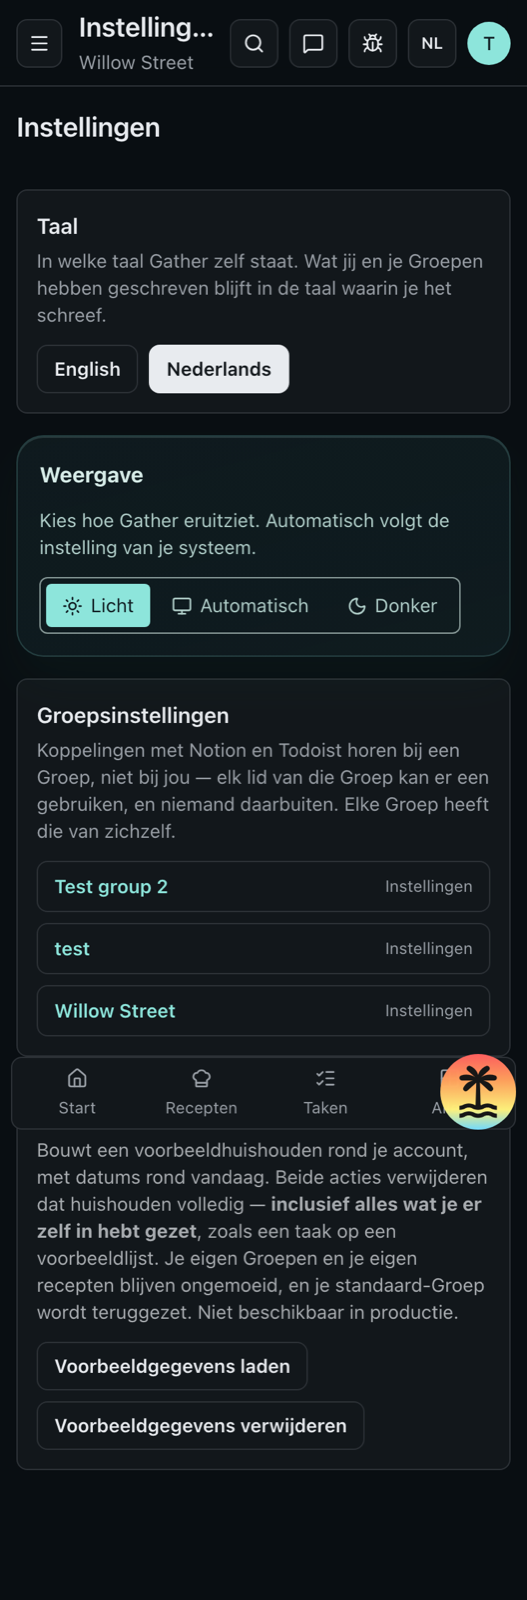 Instelling...
Willow Street
NL
T
Instellingen
Taal
In welke taal Gather zelf staat. Wat jij en je Groepen
hebben geschreven blijft in de taal waarin je het
schreef.
English
Nederlands
Weergave
Kies hoe Gather eruitziet. Automatisch volgt de
instelling van je systeem.
Licht
Automatisch
Donker
Groepsinstellingen
Koppelingen met Notion en Todoist horen bij een
Groep, niet bij jou — elk lid van die Groep kan er een
gebruiken, en niemand daarbuiten. Elke Groep heeft
die van zichzelf.
Test group 2 Instellingen
test Instellingen
Willow Street Instellingen
Start
Recepten
Taken
Bouwt een voorbeeldhuishouden rond je account,
met datums rond vandaag. Beide acties verwijderen
dat huishouden volledig — inclusief alles wat je er
zelf in hebt gezet, zoals een taak op een
voorbeeldlijst. Je eigen Groepen en je eigen
recepten blijven ongemoeid, en je standaard-Groep
wordt teruggezet. Niet beschikbaar in productie.
Voorbeeldgegevens laden
Voorbeeldgegevens verwijderen